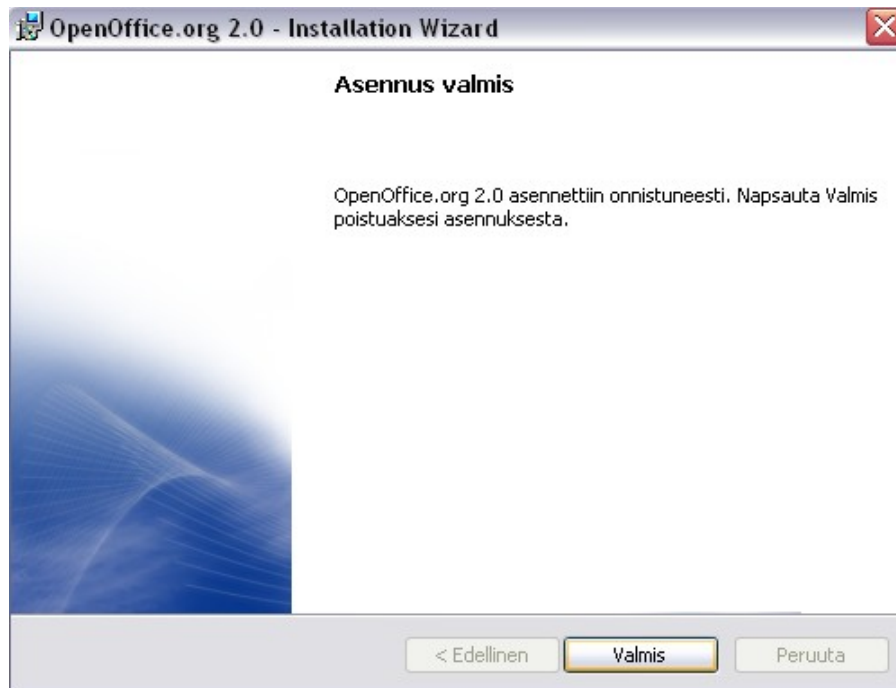 OpenOffice.org 2.0 - Installation Wizard
Asennus valmis
OpenOffice.org 2.0 asennettiin onnistuneesti. Napsauta Valmis
poistuaksesi asennuksesta.
< Edellinen Valmis Peruuta